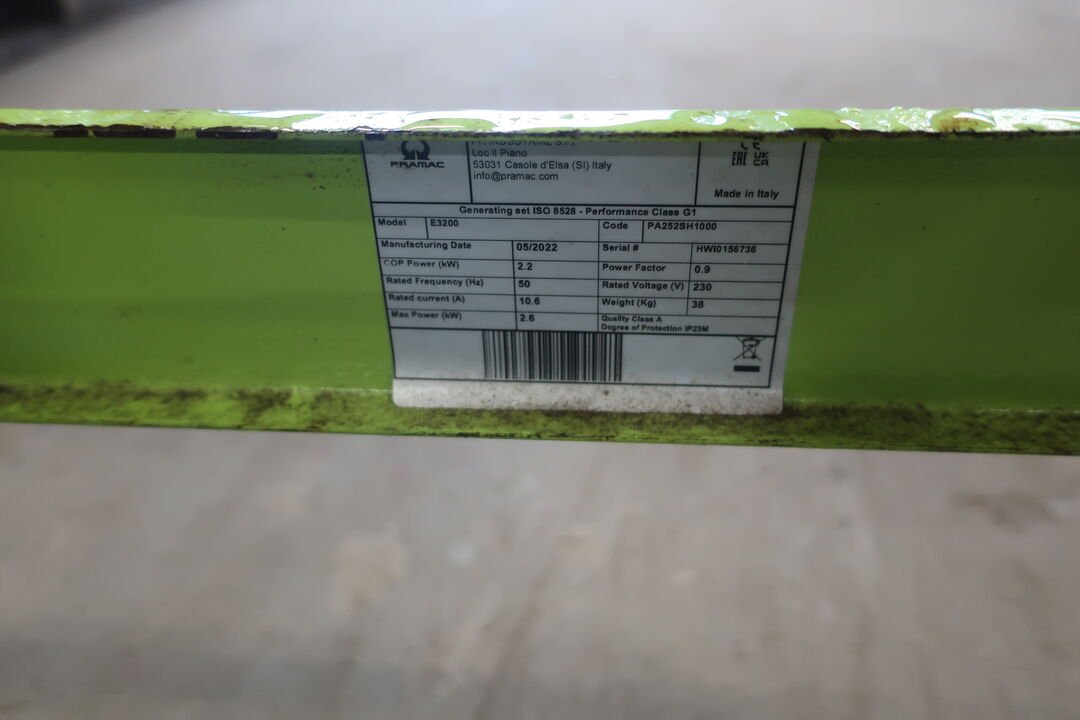 PRAMAC
PR INDUSTRIAL S.r.l.
Loc Il Piano
53031 Casole d'Elsa (SI) Italy
info@pramac.com
CE
EAC UK CA
Made in Italy
Generating set ISO 8528 - Performance Class G1
Model E3200 Code PA252SH1000
Manufacturing Date 05/2022 Serial # HWI0156736
COP Power (kW) 2.2 Power Factor 0.9
Rated Frequency (Hz) 50 Rated Voltage (V) 230
Rated current (A) 10.6 Weight (Kg) 38
Max Power (kW) 2.6 Quality Class A
Degree of Protection IP23M